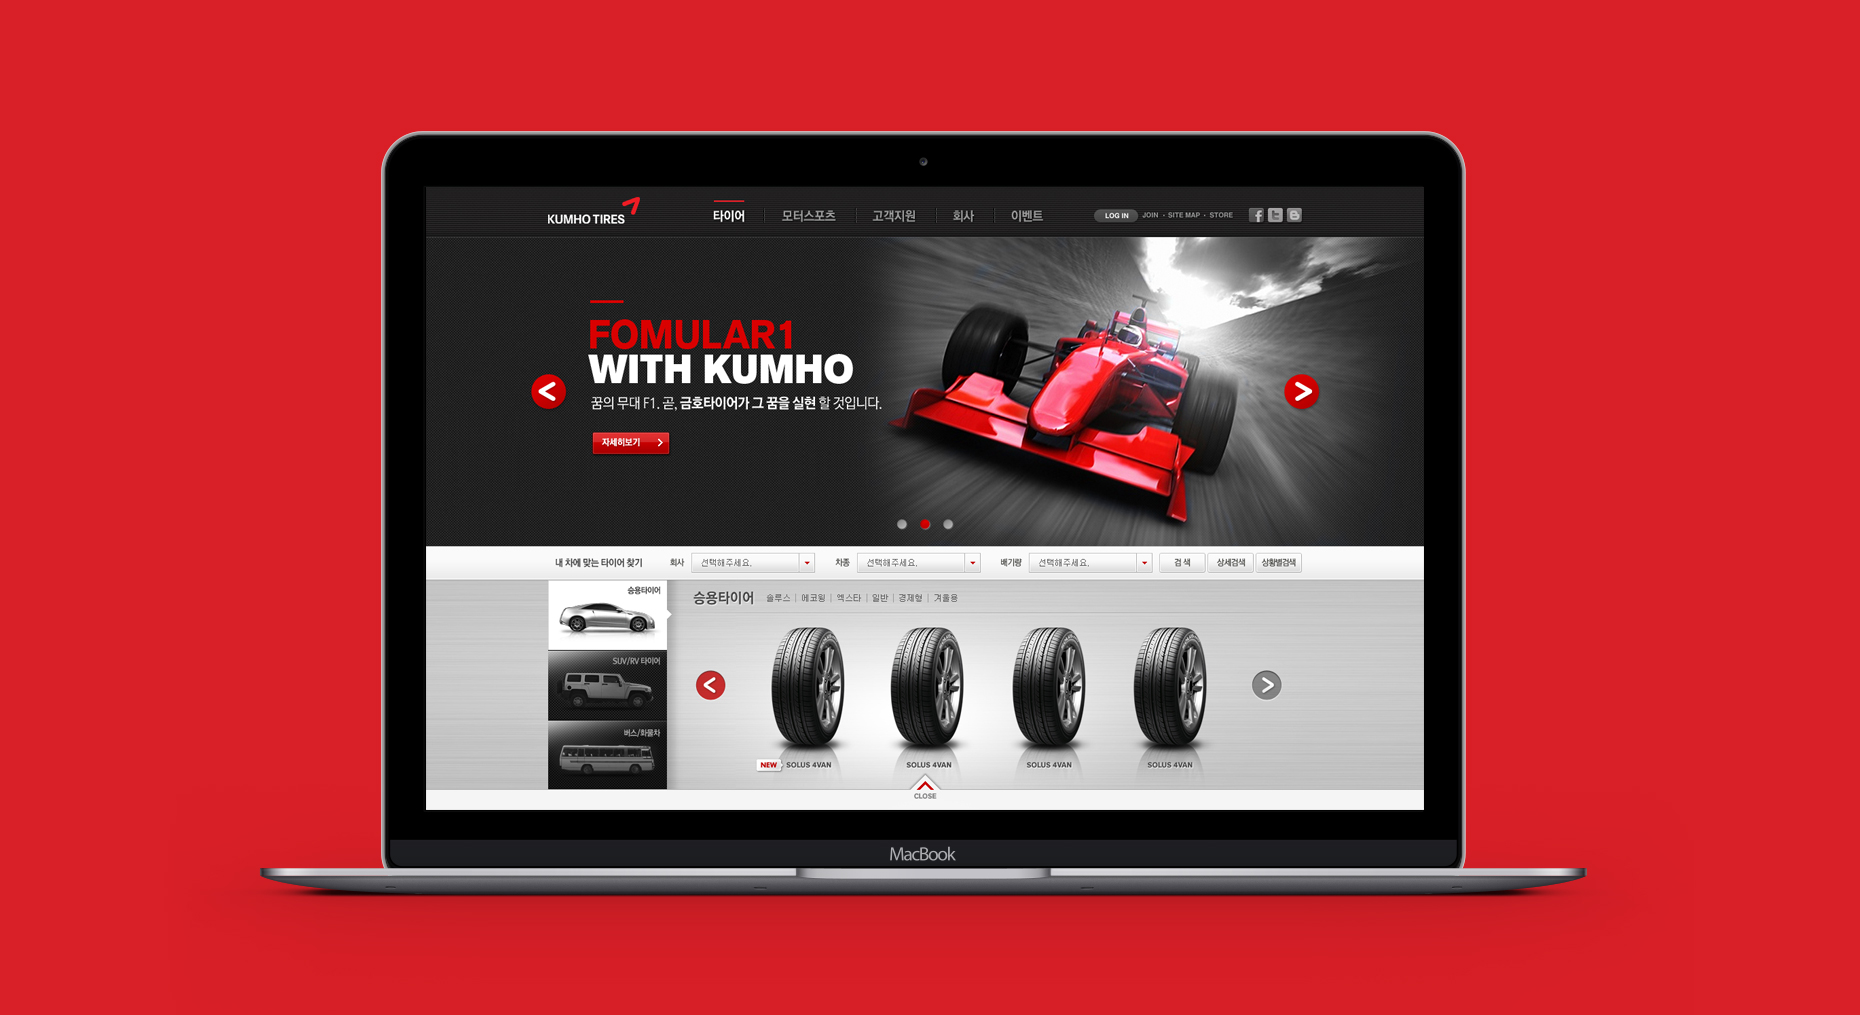 KUMHO TIRES
타이어 모터스포츠 고객지원 회사 이벤트
LOG IN JOIN · SITE MAP · STORE
FOMULAR1
WITH KUMHO
꿈의 무대 F1. 곧, 금호타이어가 그 꿈을 실현 할 것입니다.
자세히보기
내 차에 맞는 타이어 찾기 회사 선택해주세요. 차종 선택해주세요. 배기량 선택해주세요. 검 색 상세검색 상황별검색
승용타이어
SUV/RV 타이어
버스/화물차
승용타이어 솔루스 | 에코윙 | 엑스타 | 일반 | 경제형 | 겨울용
NEW SOLUS 4VAN SOLUS 4VAN SOLUS 4VAN SOLUS 4VAN
CLOSE
MacBook